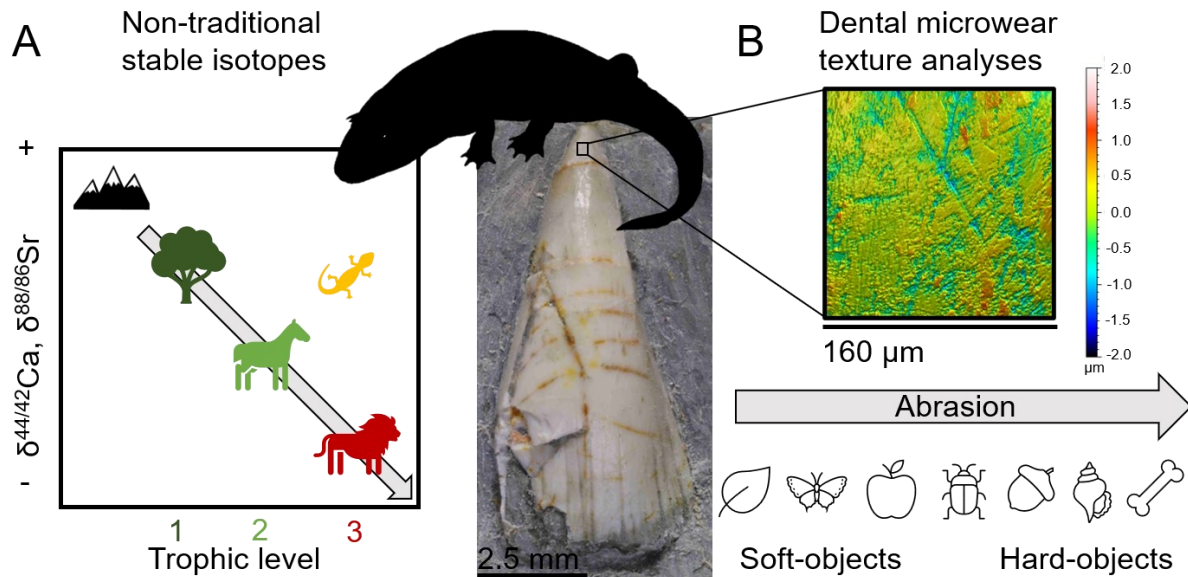 A
Non-traditional
stable isotopes
+
δ44/42Ca, δ88/86Sr
-
1 2 3
Trophic level
2.5 mm
B
Dental microwear
texture analyses
2.0
1.5
1.0
0.5
0.0
-0.5
-1.0
-1.5
-2.0
µm
160 µm
Abrasion
Soft-objects
Hard-objects